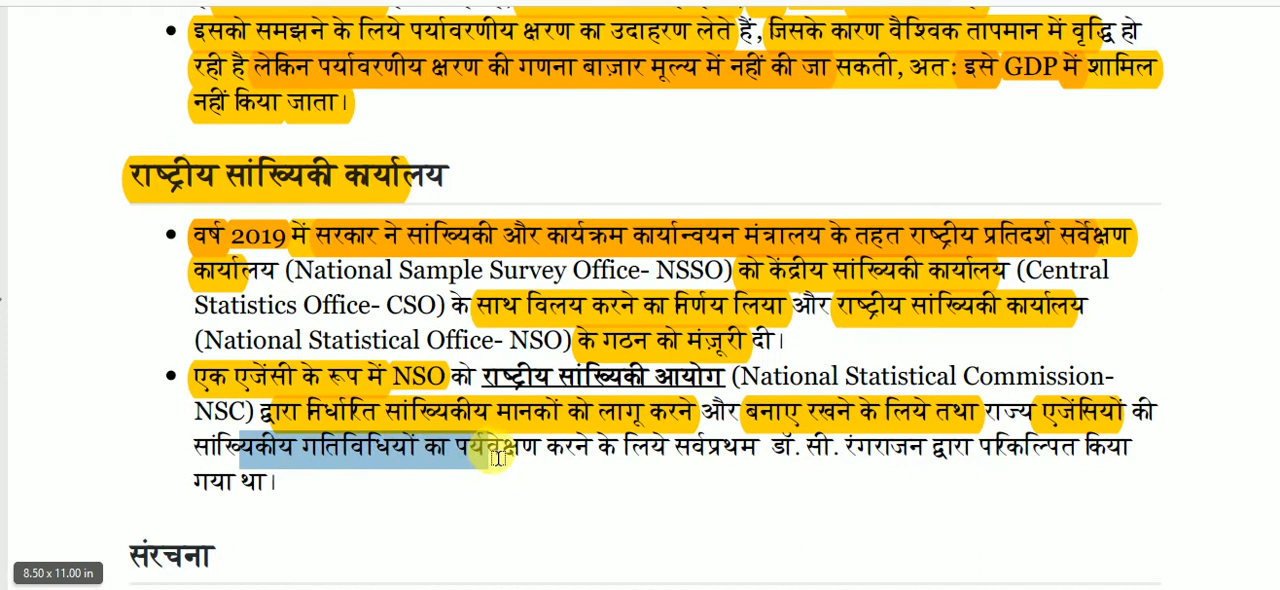 इसको समझने के लिये पर्यावरणीय क्षरण का उदाहरण लेते हैं, जिसके कारण वैश्विक तापमान में वृद्धि हो
रही है लेकिन पर्यावरणीय क्षरण की गणना बाज़ार मूल्य में नहीं की जा सकती, अत: इसे GDP में शामिल
नहीं किया जाता।
राष्ट्रीय सांख्यिकी कार्यालय
वर्ष 2019 में सरकार ने सांख्यिकी और कार्यक्रम कार्यान्वयन मंत्रालय के तहत राष्ट्रीय प्रतिदर्श सर्वेक्षण
कार्यालय (National Sample Survey Office- NSSO) को केंद्रीय सांख्यिकी कार्यालय (Central
Statistics Office- CSO) के साथ विलय करने का निर्णय लिया और राष्ट्रीय सांख्यिकी कार्यालय
(National Statistical Office- NSO) के गठन को मंज़ूरी दी।
एक एजेंसी के रूप में NSO को राष्ट्रीय सांख्यिकी आयोग (National Statistical Commission-
NSC) द्वारा निर्धारित सांख्यिकीय मानकों को लागू करने और बनाए रखने के लिये तथा राज्य एजेंसियों की
सांख्यिकीय गतिविधियों का पर्यवेक्षण करने के लिये सर्वप्रथम डॉ. सी. रंगराजन द्वारा परिकल्पित किया
गया था।
संरचना
8.50 x 11.00 in